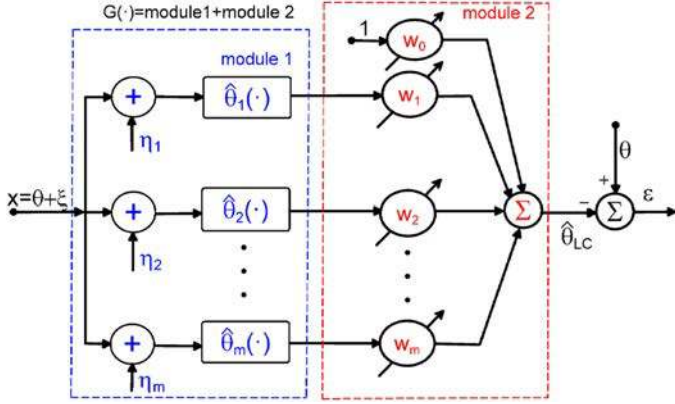 G(·)=module1+module 2
module 2
module 1
1
w₀
+
θ̂₁(·)
w₁
η₁
θ
+
x=θ+ξ
+
θ̂₂(·)
w₂
Σ
−
Σ
ε
θ̂LC
η₂
+
θ̂ₘ(·)
wₘ
ηₘ